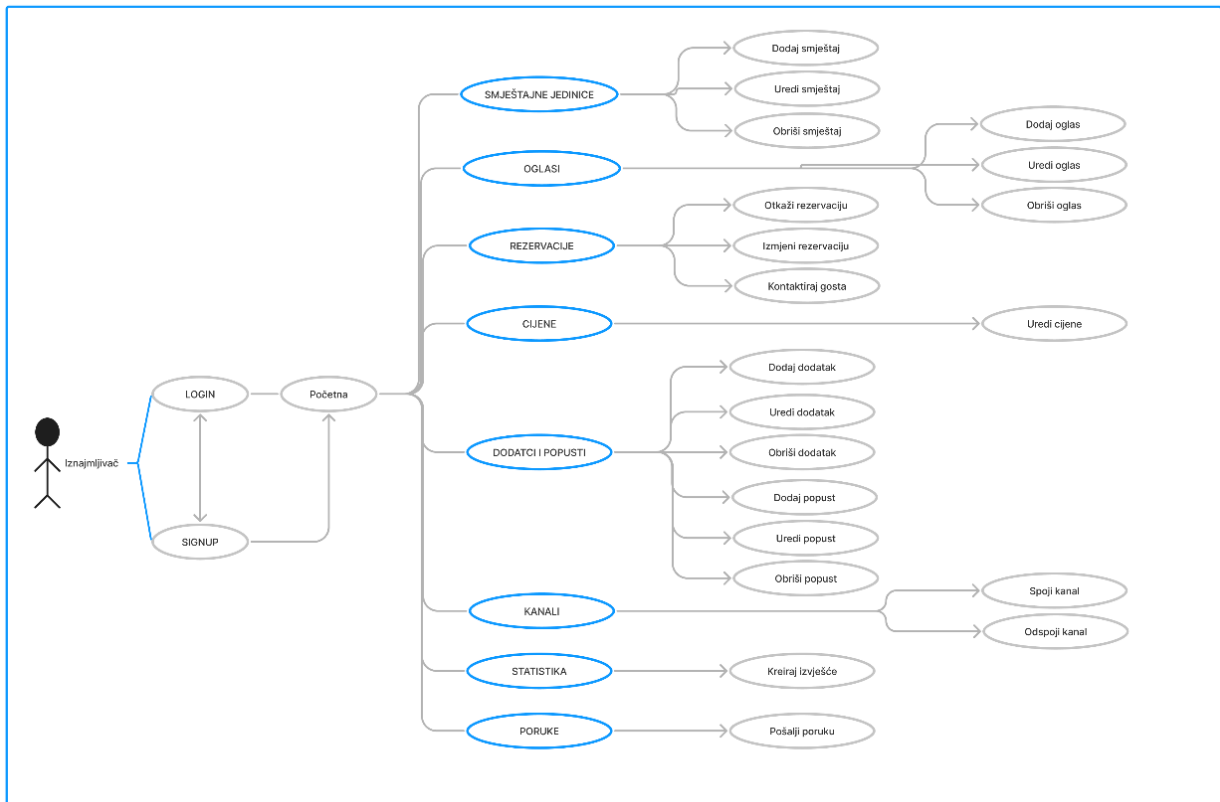 Dodaj smještaj
SMJEŠTAJNE JEDINICE
Uredi smještaj
Obriši smještaj
Dodaj oglas
OGLASI
Uredi oglas
Obriši oglas
Otkaži rezervaciju
REZERVACIJE
Izmjeni rezervaciju
Kontaktiraj gosta
CIJENE
Uredi cijene
Dodaj dodatak
LOGIN
Početna
Uredi dodatak
Iznajmljivač
DODATCI I POPUSTI
Obriši dodatak
Dodaj popust
SIGNUP
Uredi popust
Obriši popust
Spoji kanal
KANALI
Odspoji kanal
STATISTIKA
Kreiraj izvješće
PORUKE
Pošalji poruku